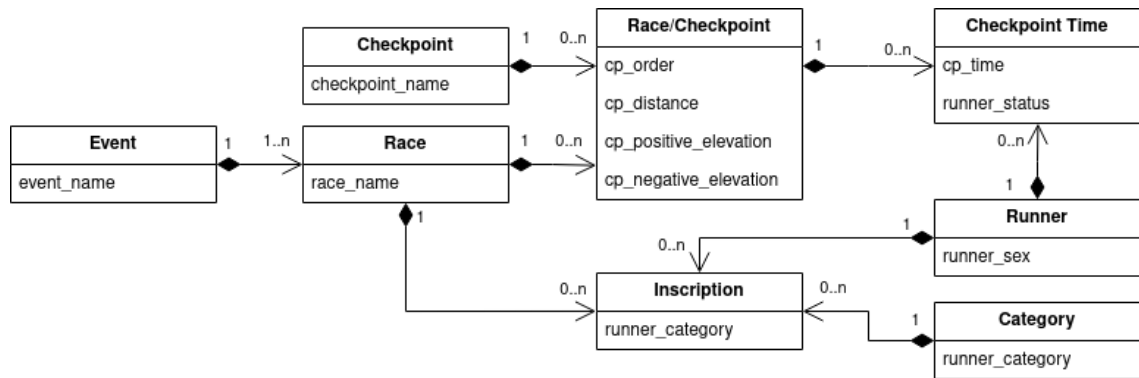 Checkpoint
checkpoint_name
1
0..n
Race/Checkpoint
cp_order
cp_distance
cp_positive_elevation
cp_negative_elevation
1
0..n
Checkpoint Time
cp_time
runner_status
Event
event_name
1
1..n
Race
race_name
1
0..n
1
0..n
0..n
1
Runner
runner_sex
1
0..n
Inscription
runner_category
0..n
1
Category
runner_category